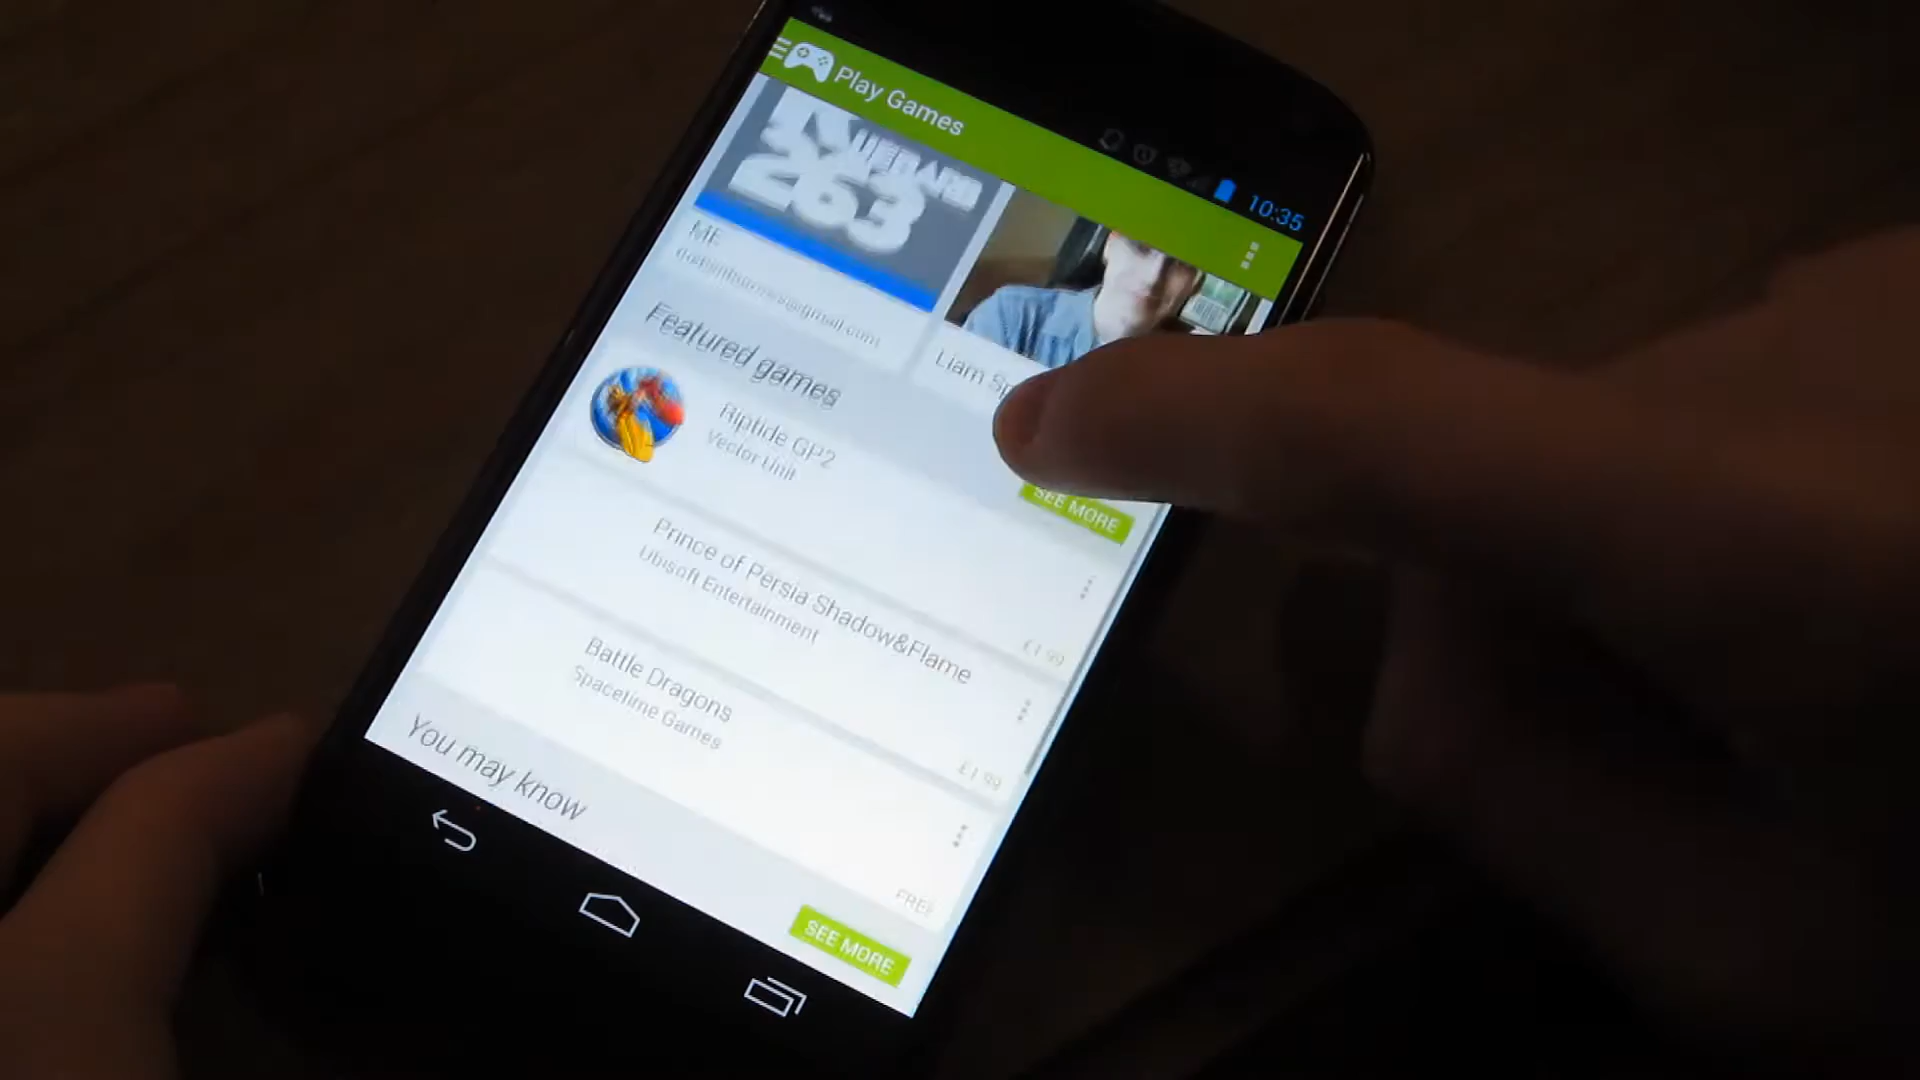 10:35
Play Games
263
ME
Liam
Featured games
SEE MORE
Riptide GP2
Vector Unit
£1.99
Prince of Persia Shadow&Flame
Ubisoft Entertainment
£1.99
Battle Dragons
Spacetime Games
FREE
You may know
SEE MORE